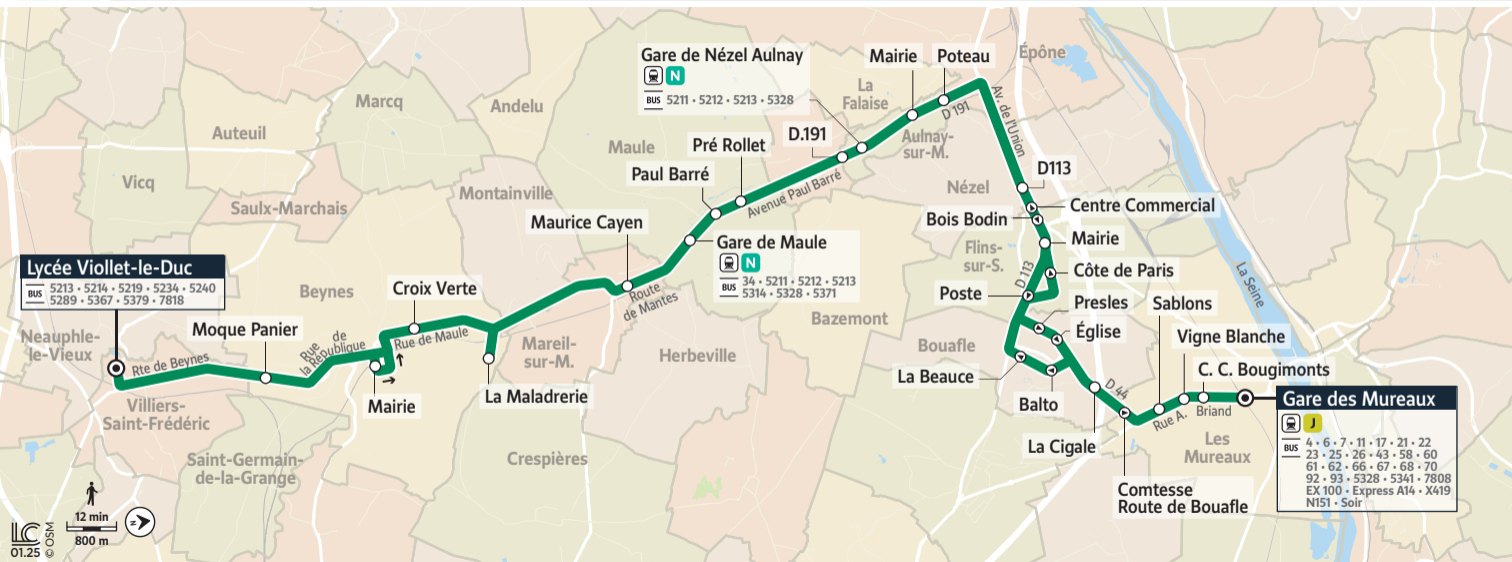 Épône
Gare de Nézel Aulnay
N
BUS 5211 • 5212 • 5213 • 5328
Mairie
Poteau
La
Falaise
D 191
Av. de l'Union
Aulnay-
sur-M.
Marcq
Andelu
Auteuil
Maule
Pré Rollet
D.191
Paul Barré
Avenue Paul Barré
Nézel
D113
Vicq
Saulx-Marchais
Montainville
Maurice Cayen
Gare de Maule
N
BUS 34 • 5211 • 5212 • 5213
5314 • 5328 • 5371
Centre Commercial
Bois Bodin
Mairie
Flins-
sur-S.
D 113
Côte de Paris
La Seine
Lycée Viollet-le-Duc
BUS 5213 • 5214 • 5219 • 5234 • 5240
5289 • 5367 • 5379 • 7818
Beynes
Croix Verte
Route
de Mantes
Poste
Presles
Sablons
Neauphle-
le-Vieux
Moque Panier
Rte de Beynes
Rue de
la République
Rue de Maule
Mareil-
sur-M.
Herbeville
Bazemont
Bouafle
Église
Vigne Blanche
La Beauce
C. C. Bougimonts
Villiers-
Saint-Frédéric
Mairie
La Maladrerie
Balto
D 44
Rue A. Briand
Gare des Mureaux
J
BUS 4 • 6 • 7 • 11 • 17 • 21 • 22
23 • 25 • 26 • 43 • 58 • 60
61 • 62 • 66 • 67 • 68 • 70
92 • 93 • 5328 • 5341 • 7808
EX 100 • Express A14 • X419
N151 • Soir
La Cigale
Les
Mureaux
Saint-Germain-
de-la-Grange
Crespières
Comtesse
Route de Bouafle
12 min
800 m
N
LC
01.25
© OSM